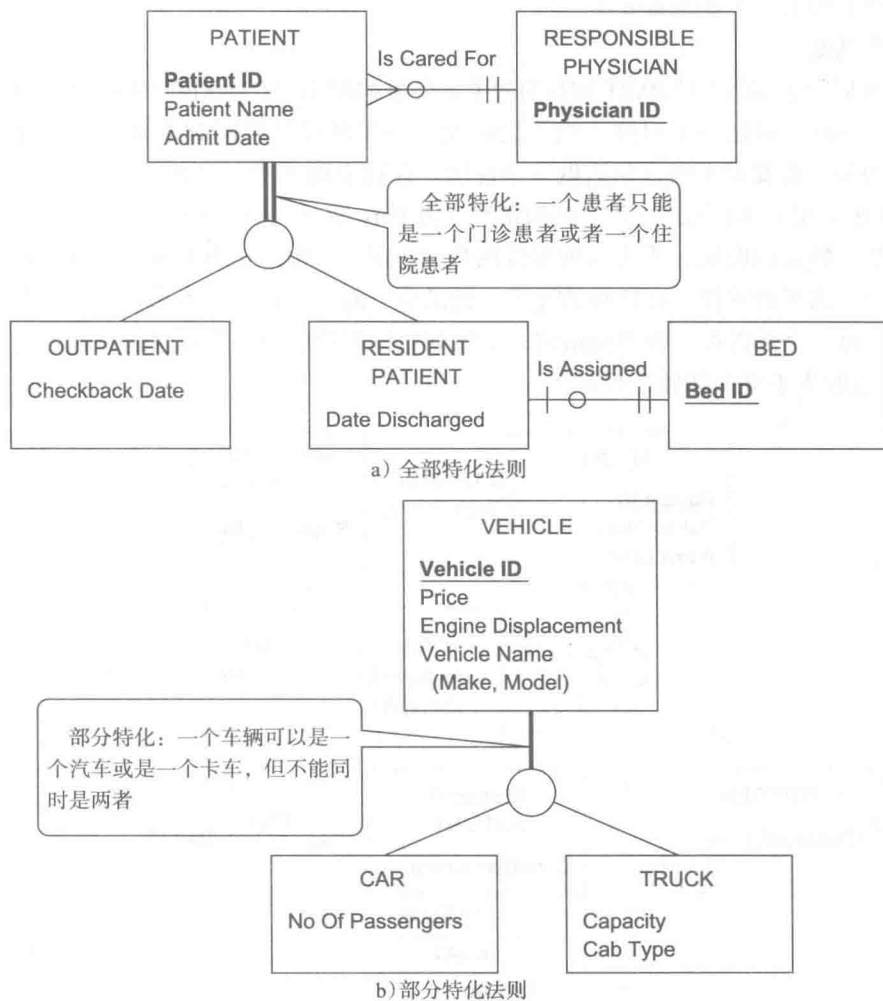 PATIENT
Patient ID
Patient Name
Admit Date
Is Cared For
RESPONSIBLE
PHYSICIAN
Physician ID
全部特化：一个患者只能
是一个门诊患者或者一个住
院患者
OUTPATIENT
Checkback Date
RESIDENT
PATIENT
Date Discharged
Is Assigned
BED
Bed ID
a）全部特化法则
VEHICLE
Vehicle ID
Price
Engine Displacement
Vehicle Name
(Make, Model)
部分特化：一个车辆可以是一
个汽车或是一个卡车，但不能同
时是两者
CAR
No Of Passengers
TRUCK
Capacity
Cab Type
b）部分特化法则